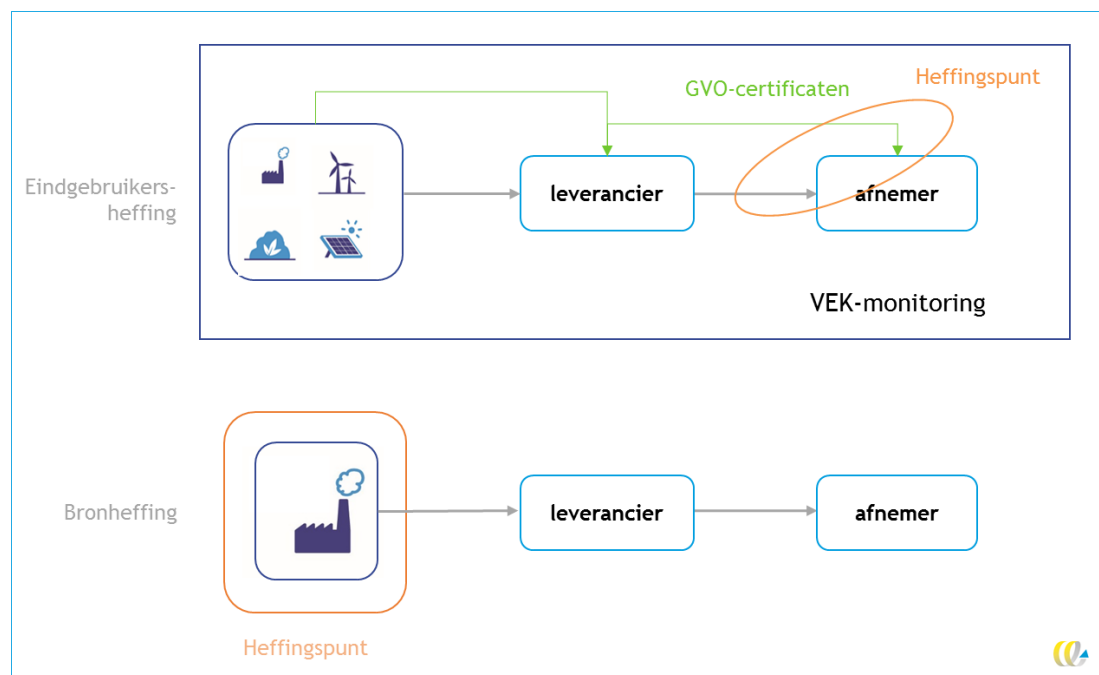 Heffingspunt
GVO-certificaten
Eindgebruikers-
heffing
leverancier
afnemer
VEK-monitoring
Bronheffing
leverancier
afnemer
Heffingspunt